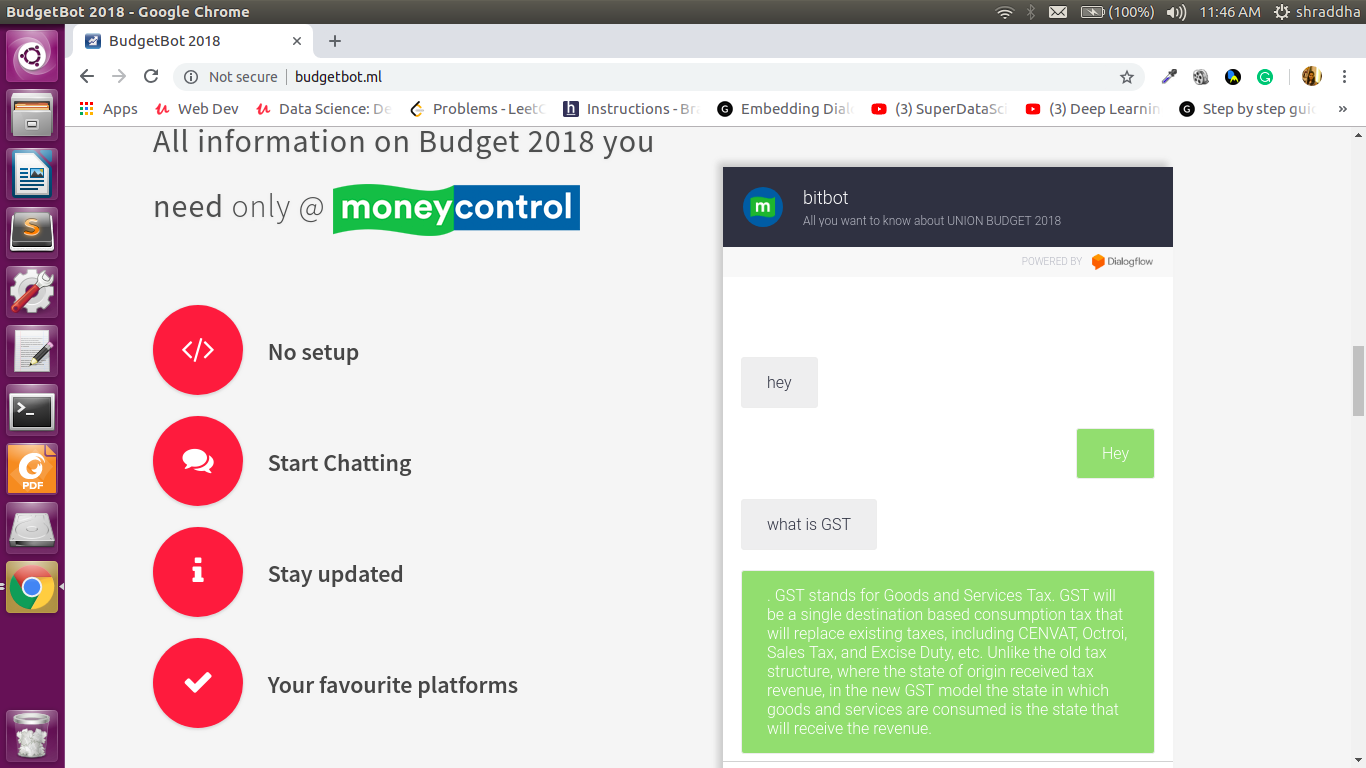 BudgetBot 2018 - Google Chrome
(100%)
11:46 AM
shraddha
BudgetBot 2018
Not secure
budgetbot.ml
Apps
Web Dev
Data Science: De
Problems - LeetC
Instructions - Bra
Embedding Dial
(3) SuperDataSci
(3) Deep Learnin
Step by step guid
»
All information on Budget 2018 you
need only @ moneycontrol
No setup
Start Chatting
Stay updated
Your favourite platforms
m
bitbot
All you want to know about UNION BUDGET 2018
POWERED BY Dialogflow
hey
Hey
what is GST
. GST stands for Goods and Services Tax. GST will
be a single destination based consumption tax that
will replace existing taxes, including CENVAT, Octroi,
Sales Tax, and Excise Duty, etc. Unlike the old tax
structure, where the state of origin received tax
revenue, in the new GST model the state in which
goods and services are consumed is the state that
will receive the revenue.
PDF